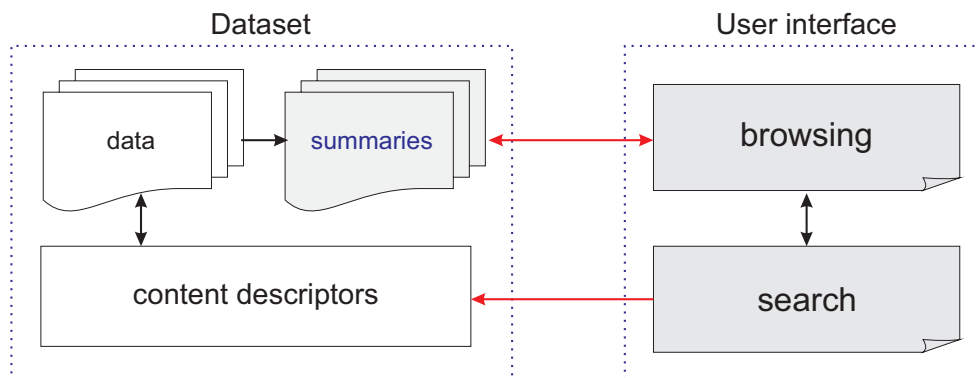 Dataset
User interface
data
summaries
browsing
content descriptors
search